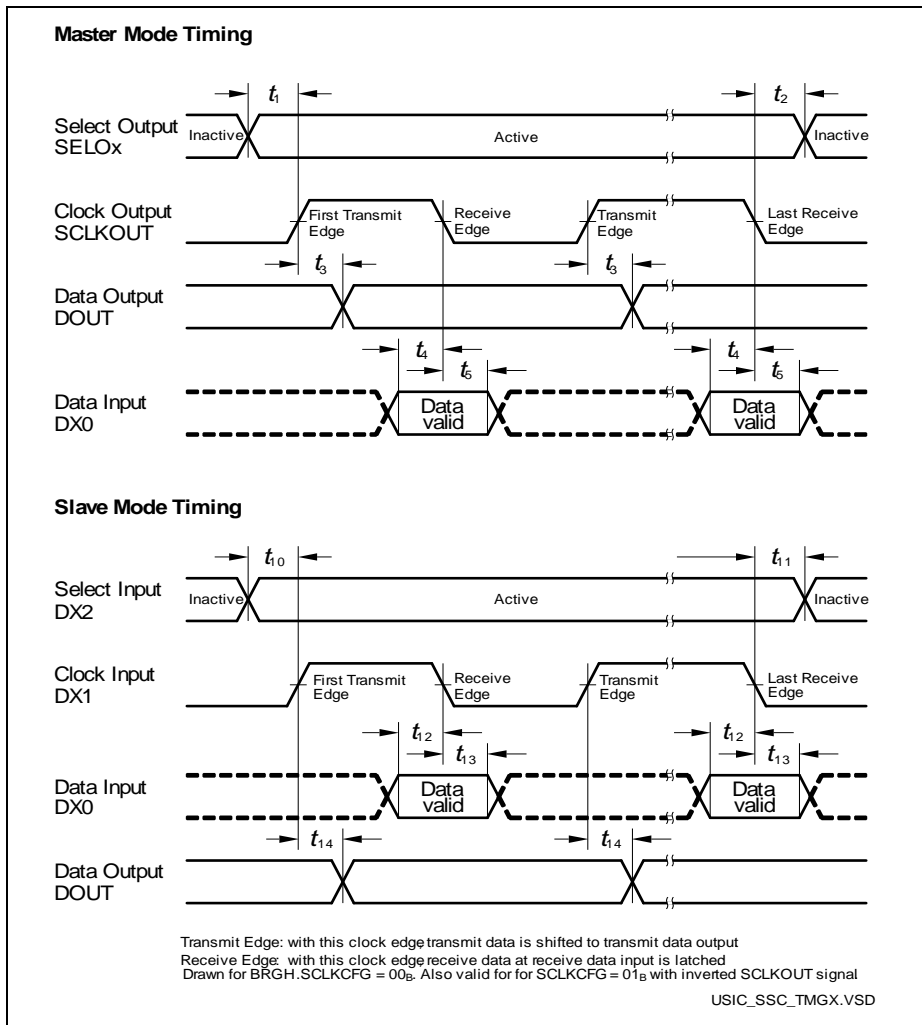 Master Mode Timing
t1
t2
Select Output
SELOx
Inactive
Active
Inactive
Clock Output
SCLKOUT
First Transmit
Edge
Receive
Edge
Transmit
Edge
Last Receive
Edge
t3
t3
Data Output
DOUT
t4
t5
t4
t5
Data Input
DX0
Data
valid
Data
valid
Slave Mode Timing
t10
t11
Select Input
DX2
Inactive
Active
Inactive
Clock Input
DX1
First Transmit
Edge
Receive
Edge
Transmit
Edge
Last Receive
Edge
t12
t13
t12
t13
Data Input
DX0
Data
valid
Data
valid
t14
t14
Data Output
DOUT
Transmit Edge: with this clock edge, transmit data is shifted to transmit data output
Receive Edge: with this clock edge, receive data at receive data input is latched
Drawn for BRGH.SCLKCFG = 00B. Also valid for for SCLKCFG = 01B with inverted SCLKOUT signal.
USIC_SSC_TMGX.VSD